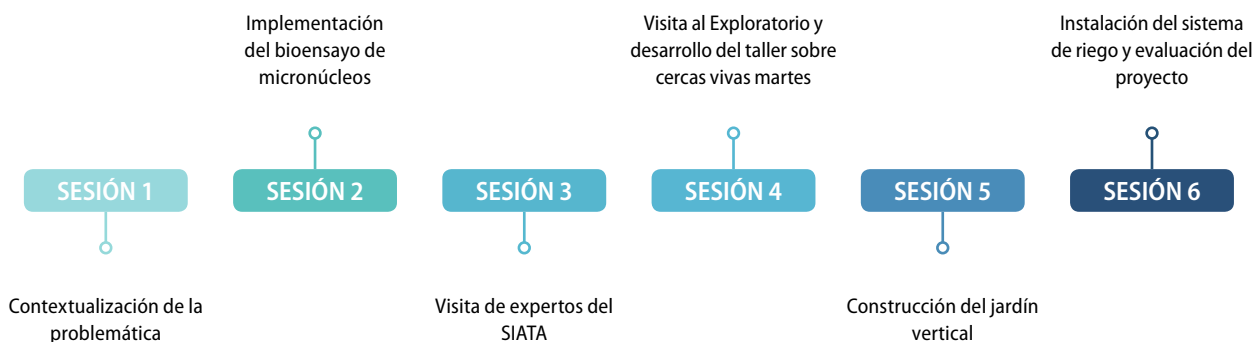 Implementación
del bioensayo de
micronúcleos
Visita al Exploratorio y
desarrollo del taller sobre
cercas vivas martes
Instalación del sistema
de riego y evaluación del
proyecto
SESIÓN 1
SESIÓN 2
SESIÓN 3
SESIÓN 4
SESIÓN 5
SESIÓN 6
Contextualización de la
problemática
Visita de expertos del
SIATA
Construcción del jardín
vertical